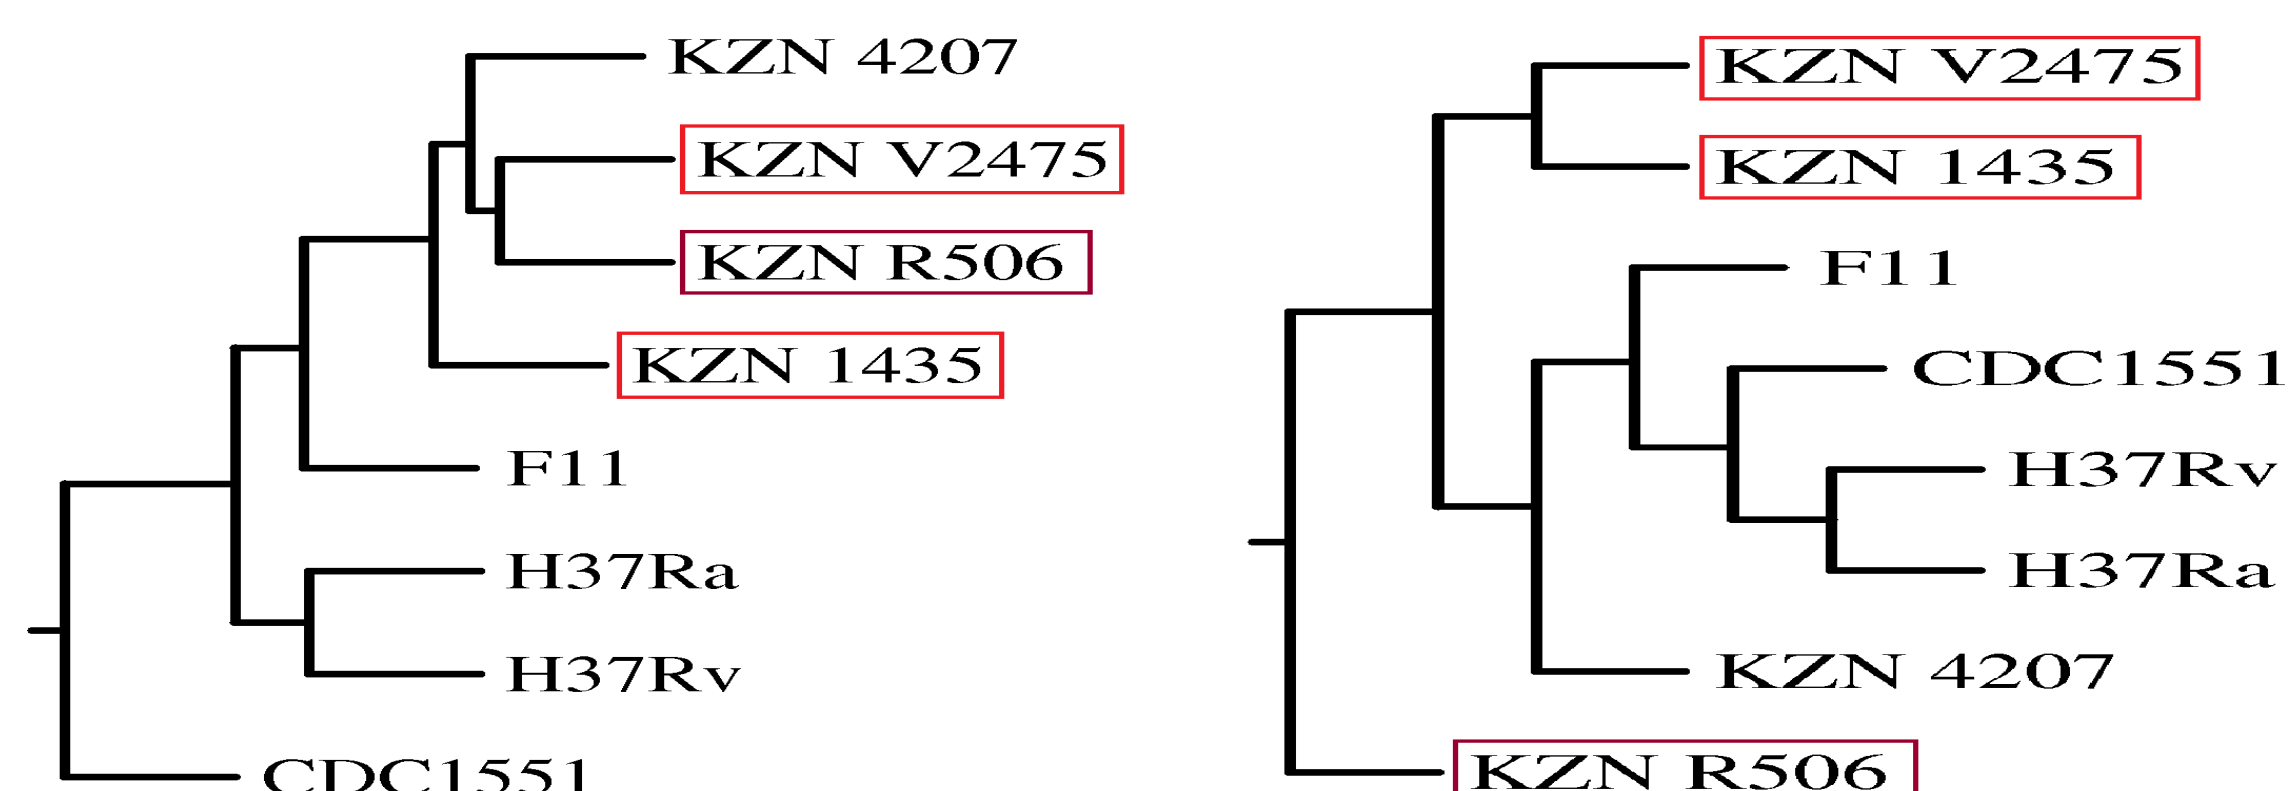 KZN 4207
KZN V2475
KZN R506
KZN 1435
F11
H37Ra
H37Rv
CDC1551
KZN V2475
KZN 1435
F11
CDC1551
H37Rv
H37Ra
KZN 4207
KZN R506